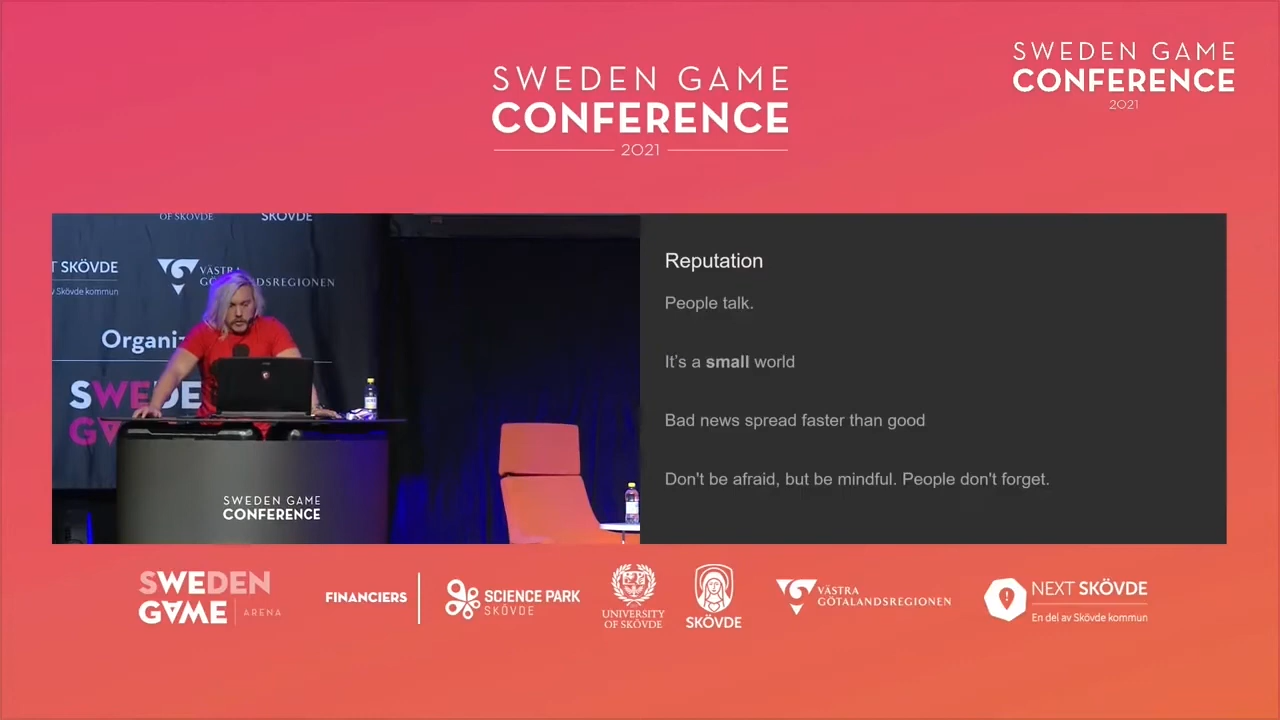 SWEDEN GAME
CONFERENCE
2021
SWEDEN GAME
CONFERENCE
2021
OF SKÖVDE
SKÖVDE
T SKÖVDE
v Skövde kommun
VÄSTRA
GÖTALANDSREGIONEN
Organiz
SWEDE
GA
SWEDEN GAME
CONFERENCE
Reputation
People talk.
It's a small world
Bad news spread faster than good
Don't be afraid, but be mindful. People don't forget.
SWEDEN
GAME ARENA
FINANCIERS
SCIENCE PARK
SKÖVDE
UNIVERSITY
OF SKÖVDE
SKÖVDE
VÄSTRA
GÖTALANDSREGIONEN
NEXT SKÖVDE
En del av Skövde kommun